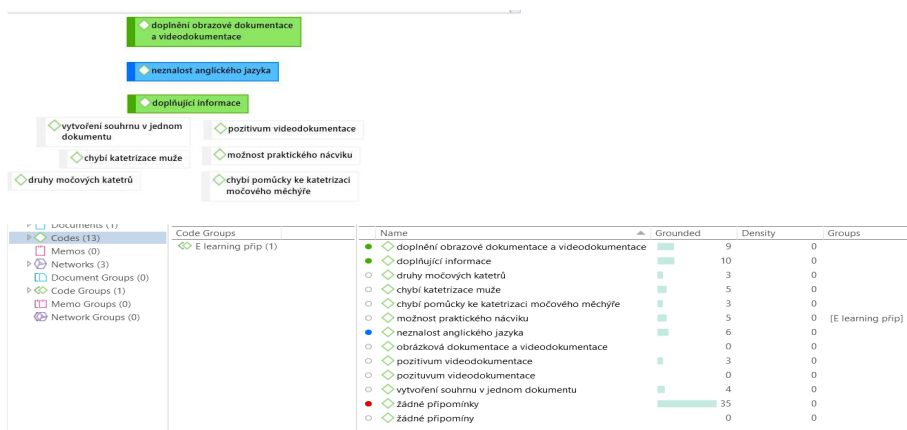 doplnění obrazové dokumentace
a videodokumentace
neznalost anglického jazyka
doplňující informace
vytvoření souhrnu v jednom
dokumentu
pozitivum videodokumentace
chybí katetrizace muže
možnost praktického nácviku
druhy močových katetrů
chybí pomůcky ke katetrizaci
močového měchýře
Documents (1)
Codes (13)
Memos (0)
Networks (3)
Document Groups (0)
Code Groups (1)
Memo Groups (0)
Network Groups (0)
Code Groups
E learning přip (1)
Name Grounded Density Groups
doplnění obrazové dokumentace a videodokumentace 9 0
doplňující informace 10 0
druhy močových katetrů 3 0
chybí katetrizace muže 5 0
chybí pomůcky ke katetrizaci močového měchýře 3 0
možnost praktického nácviku 5 0 [E learning přip]
neznalost anglického jazyka 6 0
obrázková dokumentace a videodokumentace 0 0
pozitivum videodokumentace 3 0
pozituvum videodokumentace 0 0
vytvoření souhrnu v jednom dokumentu 4 0
žádné připomínky 35 0
žádné připomíny 0 0